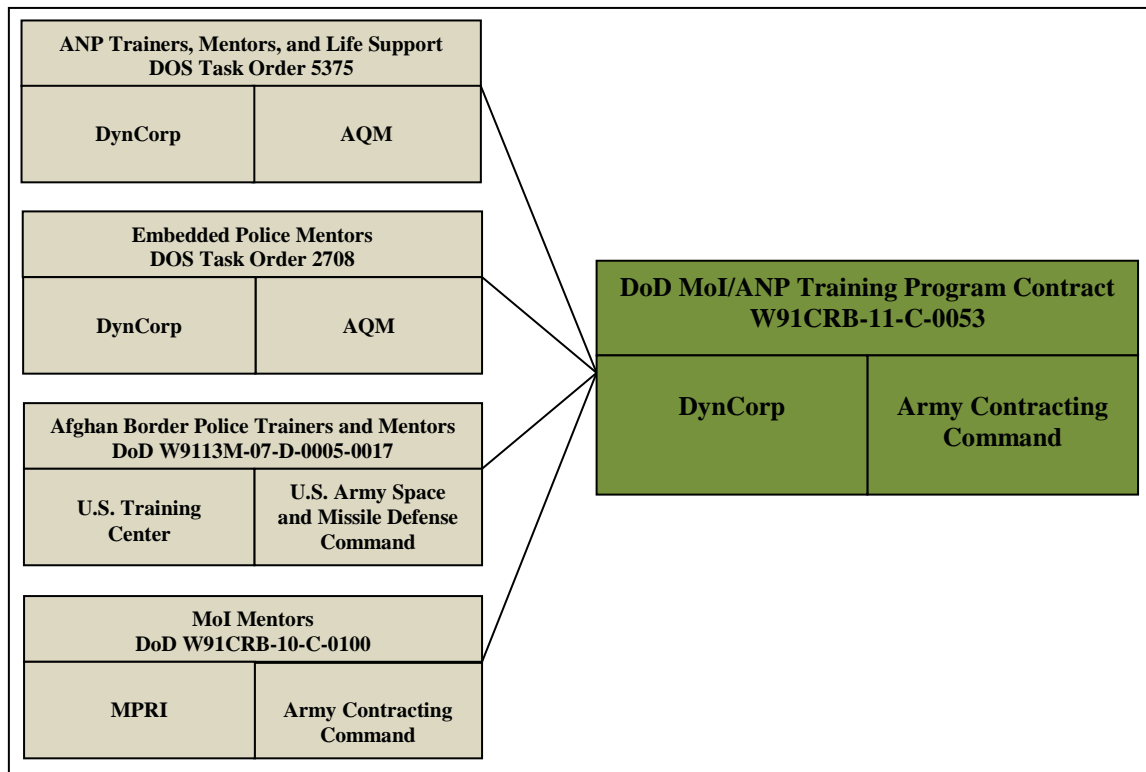 ANP Trainers, Mentors, and Life Support
DOS Task Order 5375
DynCorp
AQM
Embedded Police Mentors
DOS Task Order 2708
DynCorp
AQM
Afghan Border Police Trainers and Mentors
DoD W9113M-07-D-0005-0017
U.S. Training
Center
U.S. Army Space
and Missile Defense
Command
MoI Mentors
DoD W91CRB-10-C-0100
MPRI
Army Contracting
Command
DoD MoI/ANP Training Program Contract
W91CRB-11-C-0053
DynCorp
Army Contracting
Command